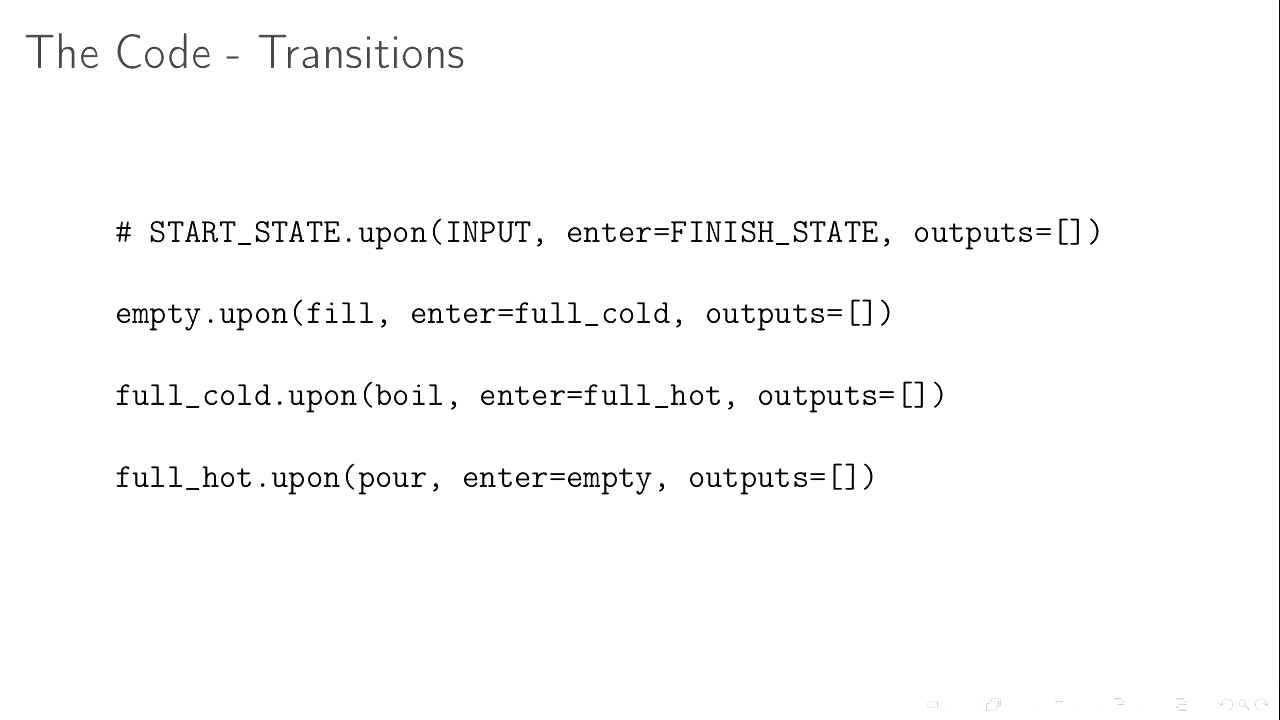 The Code - Transitions
# START_STATE.upon(INPUT, enter=FINISH_STATE, outputs=[])
empty.upon(fill, enter=full_cold, outputs=[])
full_cold.upon(boil, enter=full_hot, outputs=[])
full_hot.upon(pour, enter=empty, outputs=[])